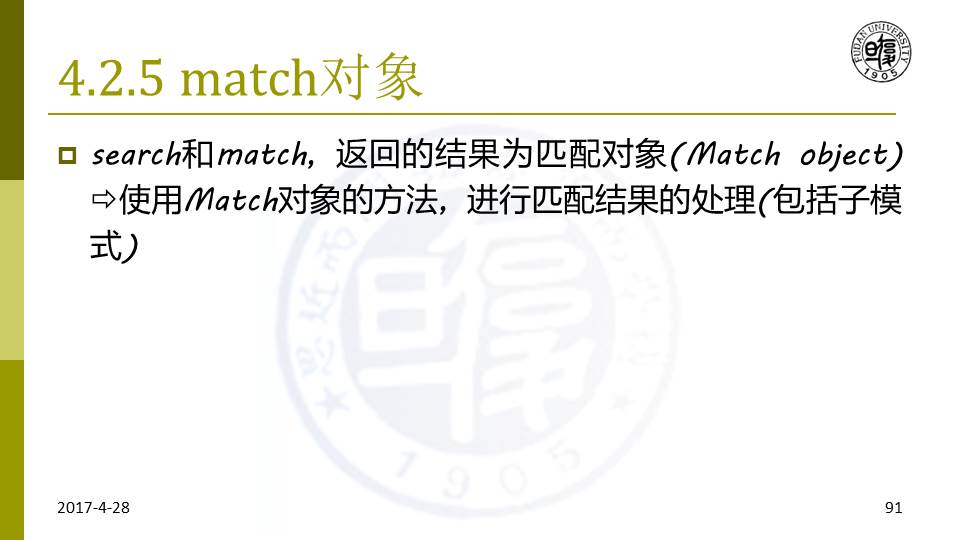 4.2.5 match对象
FUDAN UNIVERSITY
1905
search和match，返回的结果为匹配对象(Match object)
⇨使用Match对象的方法，进行匹配结果的处理(包括子模
式)
1905
2017-4-28
91